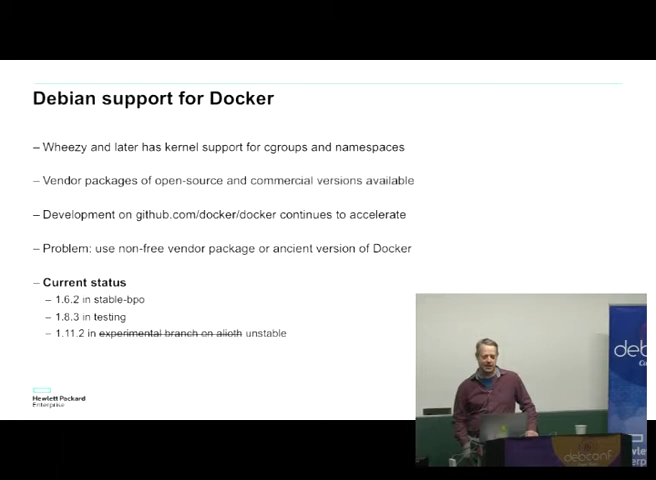 Debian support for Docker
– Wheezy and later has kernel support for cgroups and namespaces
– Vendor packages of open-source and commercial versions available
– Development on github.com/docker/docker continues to accelerate
– Problem: use non-free vendor package or ancient version of Docker
– Current status
– 1.6.2 in stable-bpo
– 1.8.3 in testing
– 1.11.2 in experimental branch on alioth unstable
Hewlett Packard
Enterprise
deb
debconf